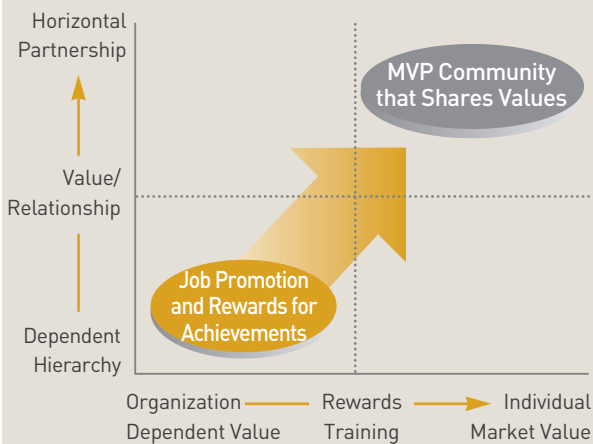 Horizontal
Partnership
MVP Community
that Shares Values
Value/
Relationship
Job Promotion
and Rewards for
Achievements
Dependent
Hierarchy
Organization Rewards Individual
Dependent Value Training Market Value